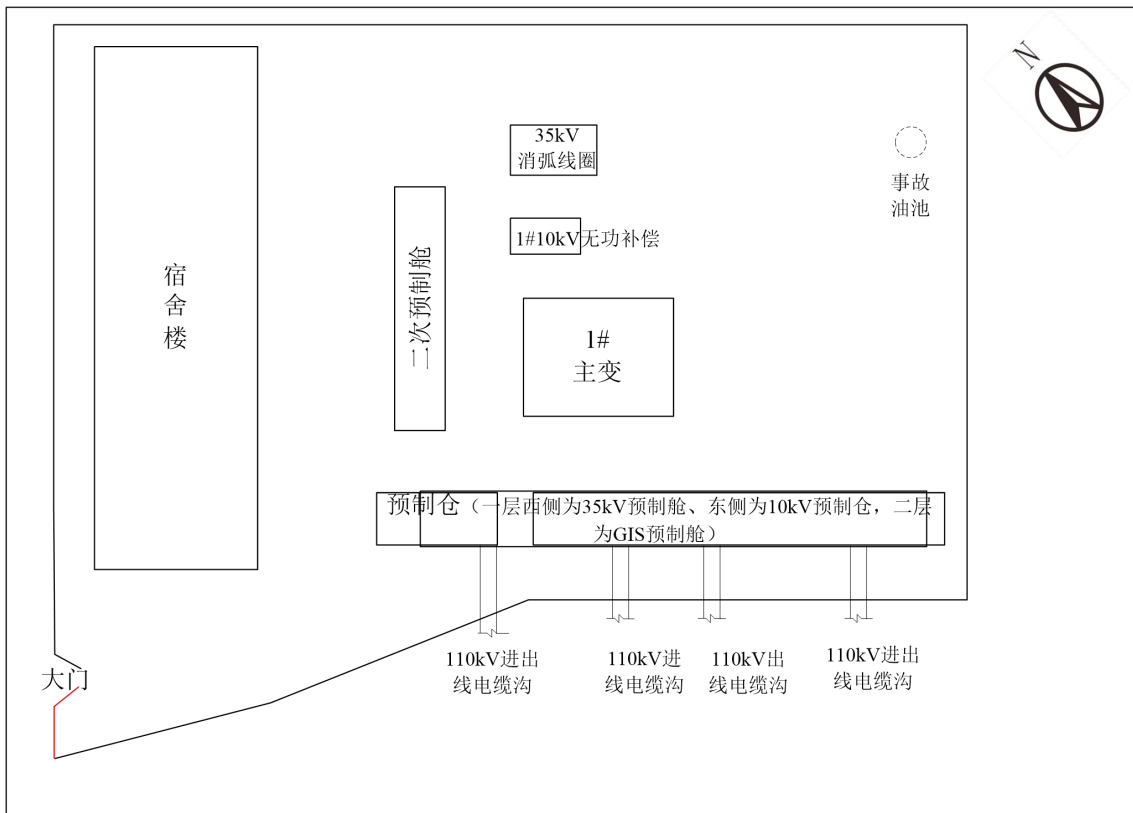 N
35kV
消弧线圈
事故
油池
1#10kV无功补偿
二次预制舱
宿
舍
楼
1#
主变
预制仓（一层西侧为35kV预制舱、东侧为10kV预制仓，二层
为GIS预制舱）
大门
110kV进出
线电缆沟
110kV进
线电缆沟
110kV出
线电缆沟
110kV进出
线电缆沟